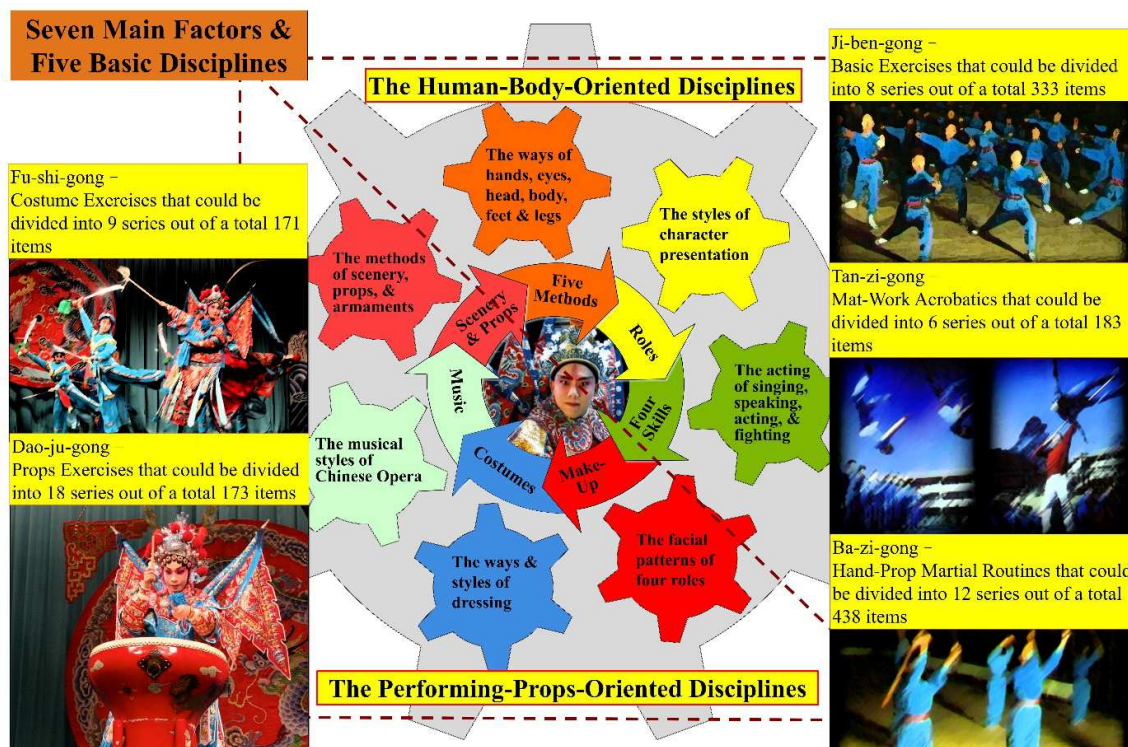 Seven Main Factors &
Five Basic Disciplines
The Human-Body-Oriented Disciplines
Fu-shi-gong –
Costume Exercises that could be
divided into 9 series out of a total 171
items
Dao-ju-gong –
Props Exercises that could be divided
into 18 series out of a total 173 items
The ways of
hands, eyes,
head, body,
feet & legs
The styles of
character
presentation
The acting
of singing,
speaking,
acting, &
fighting
The facial
patterns of
four roles
The ways &
styles of
dressing
The musical
styles of
Chinese Opera
The methods
of scenery,
props, &
armaments
Five
Methods
Roles
Four
Skills
Make-
Up
Costumes
Music
Scenery
& Props
The Performing-Props-Oriented Disciplines
Ji-ben-gong –
Basic Exercises that could be divided
into 8 series out of a total 333 items
Tan-zi-gong –
Mat-Work Acrobatics that could be
divided into 6 series out of a total 183
items
Ba-zi-gong –
Hand-Prop Martial Routines that could
be divided into 12 series out of a total
438 items